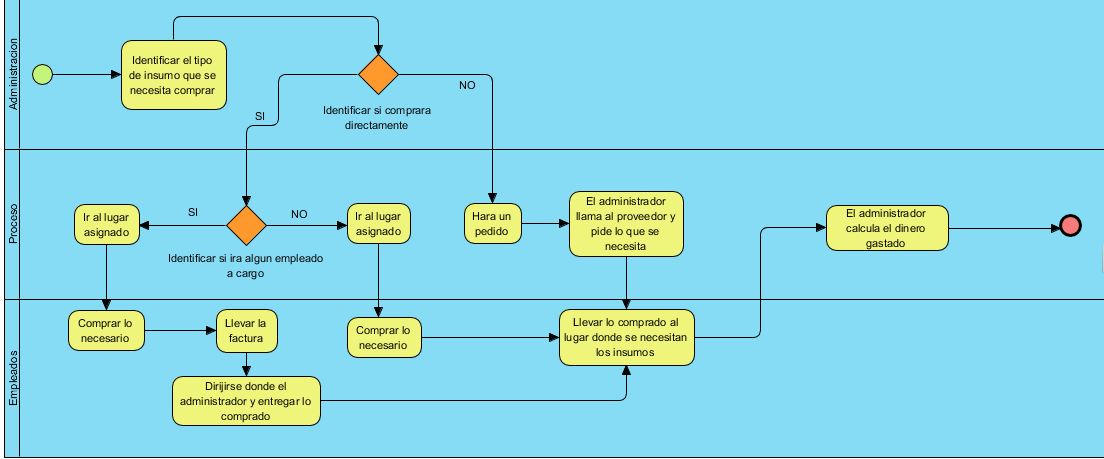 Administracion
Identificar el tipo
de insumo que se
necesita comprar
Identificar si comprara
directamente
SI
NO
Proceso
Ir al lugar
asignado
SI
NO
Identificar si ira algun empleado
a cargo
Ir al lugar
asignado
Hara un
pedido
El administrador
llama al proveedor y
pide lo que se
necesita
El administrador
calcula el dinero
gastado
Empleados
Comprar lo
necesario
Llevar la
factura
Dirijirse donde el
administrador y entregar lo
comprado
Comprar lo
necesario
Llevar lo comprado al
lugar donde se necesitan
los insumos